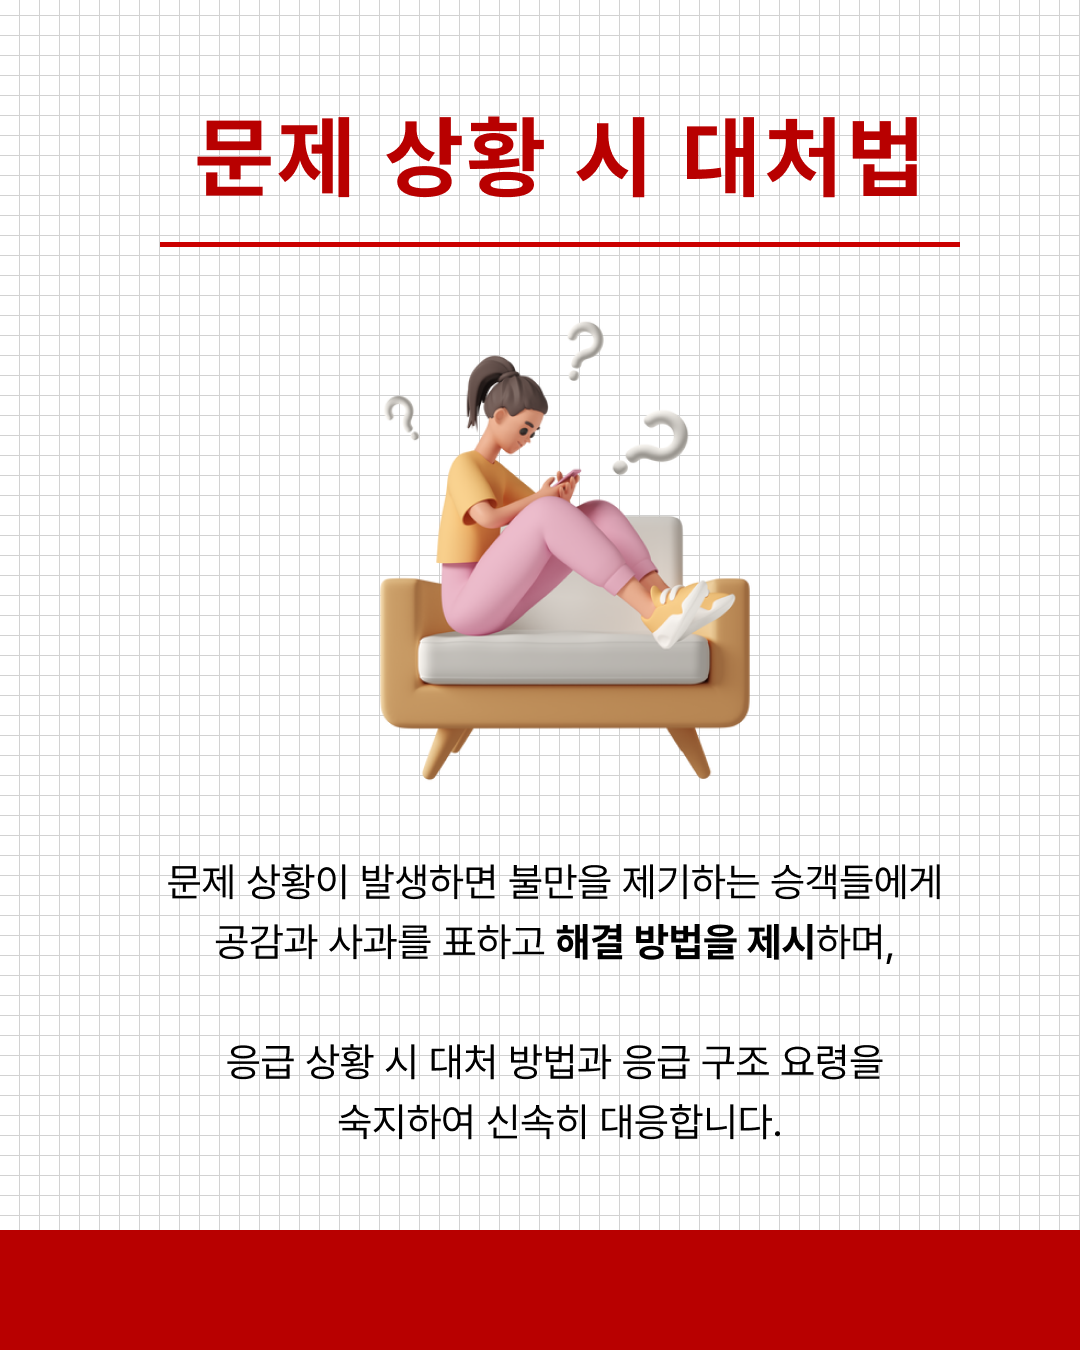 문제 상황 시 대처법
문제 상황이 발생하면 불만을 제기하는 승객들에게
공감과 사과를 표하고 해결 방법을 제시하며,
응급 상황 시 대처 방법과 응급 구조 요령을
숙지하여 신속히 대응합니다.